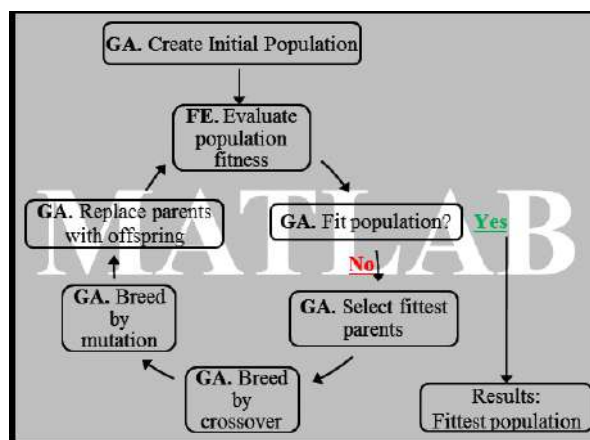 GA. Create Initial Population
FE. Evaluate
population
fitness
GA. Replace parents
with offspring
GA. Fit population?
Yes
MATLAB
No
GA. Breed
by
mutation
GA. Select fittest
parents
GA. Breed
by
crossover
Results:
Fittest population